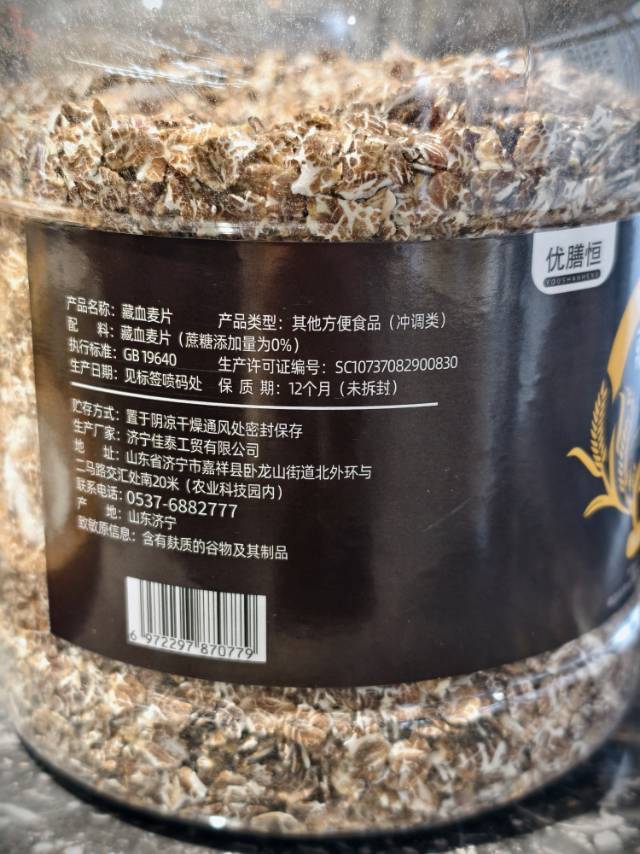 优膳恒
YOUSHANHENG
产品名称：藏血麦片 产品类型：其他方便食品（冲调类）
配 料：藏血麦片（蔗糖添加量为0%）
执行标准：GB 19640 生产许可证编号：SC10737082900830
生产日期：见标签喷码处 保 质 期：12个月（未拆封）
贮存方式：置于阴凉干燥通风处密封保存
生产厂家：济宁佳泰工贸有限公司
地 址：山东省济宁市嘉祥县卧龙山街道北外环与
二马路交汇处南20米（农业科技园内）
联系电话：0537-6882777
产 地：山东济宁
致敏原信息：含有麸质的谷物及其制品
6 972297 870779